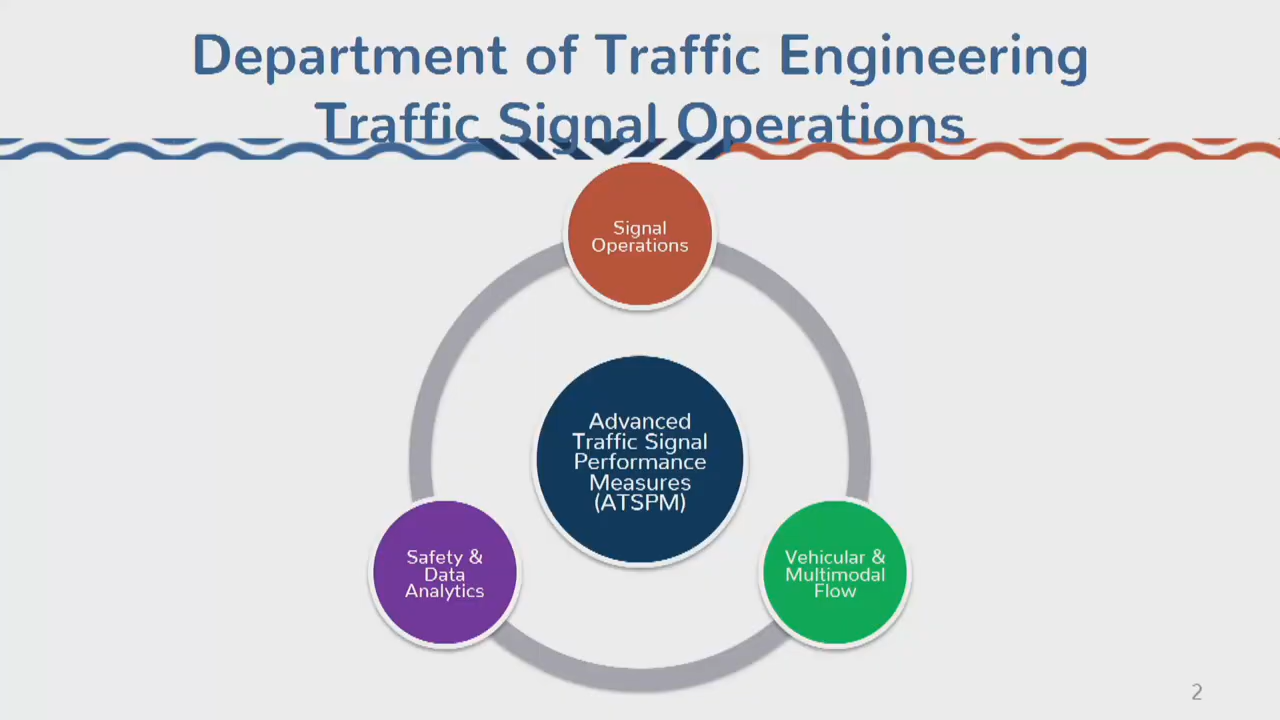 Department of Traffic Engineering
Traffic Signal Operations
Signal
Operations
Advanced
Traffic Signal
Performance
Measures
(ATSPM)
Safety &
Data
Analytics
Vehicular &
Multimodal
Flow
2